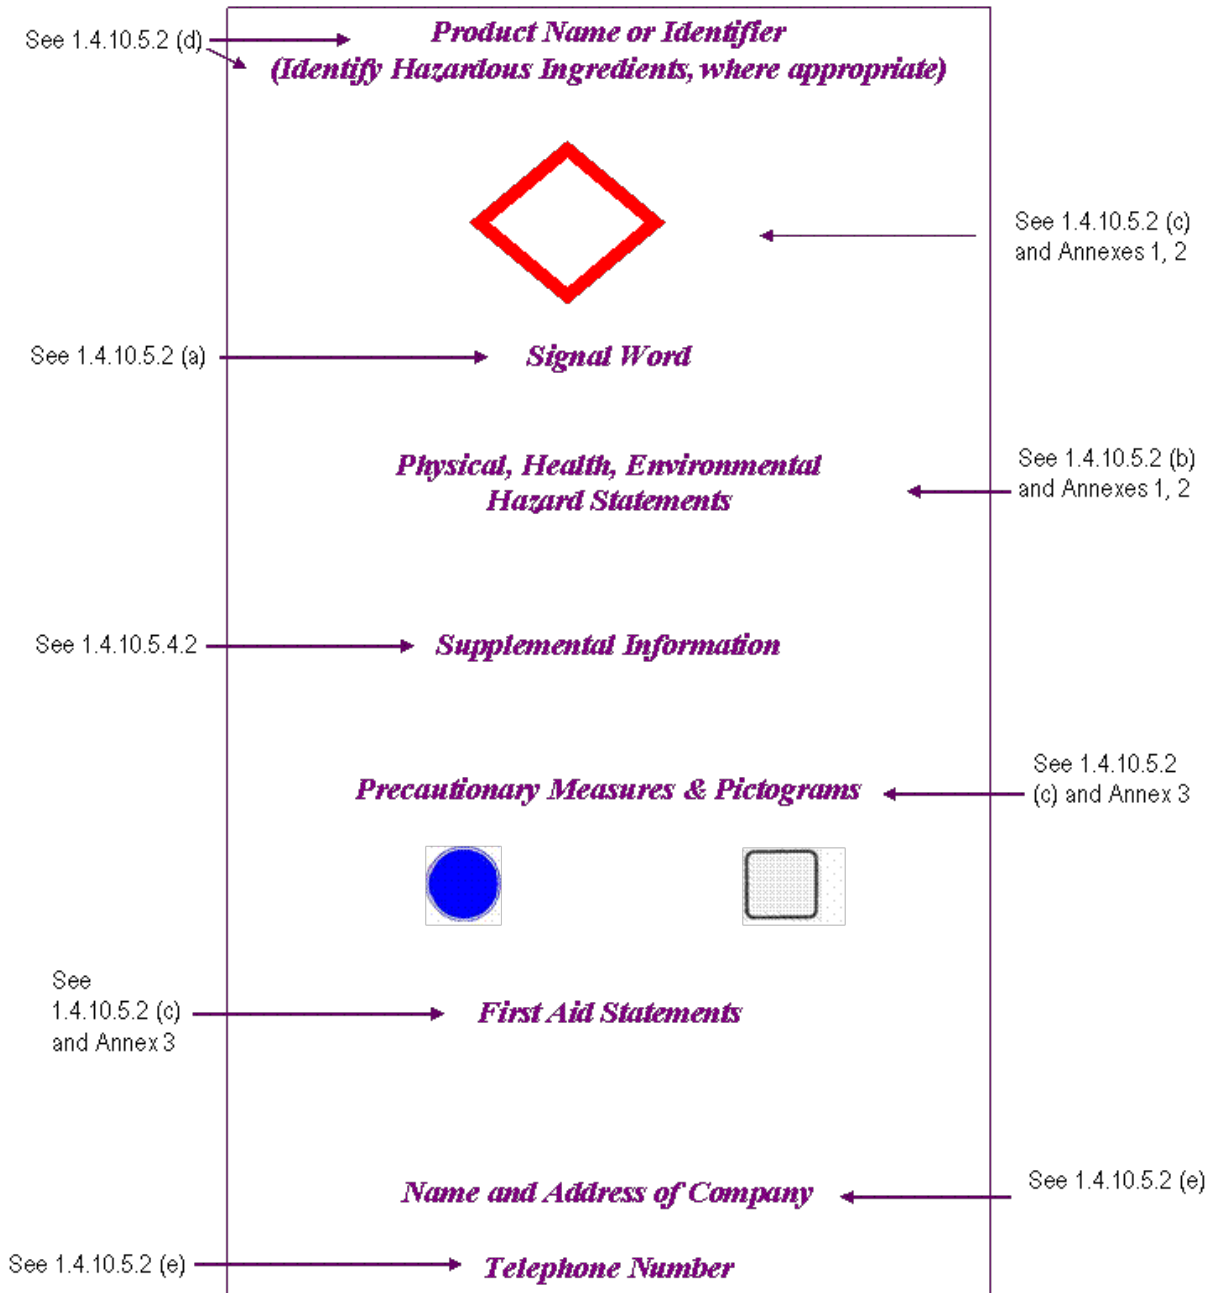 See 1.4.10.5.2 (d)
Product Name or Identifier
(Identify Hazardous Ingredients, where appropriate)
See 1.4.10.5.2 (c)
and Annexes 1, 2
See 1.4.10.5.2 (a)
Signal Word
Physical, Health, Environmental
Hazard Statements
See 1.4.10.5.2 (b)
and Annexes 1, 2
See 1.4.10.5.4.2
Supplemental Information
Precautionary Measures & Pictograms
See 1.4.10.5.2
(c) and Annex 3
See
1.4.10.5.2 (c)
and Annex 3
First Aid Statements
Name and Address of Company
See 1.4.10.5.2 (e)
See 1.4.10.5.2 (e)
Telephone Number